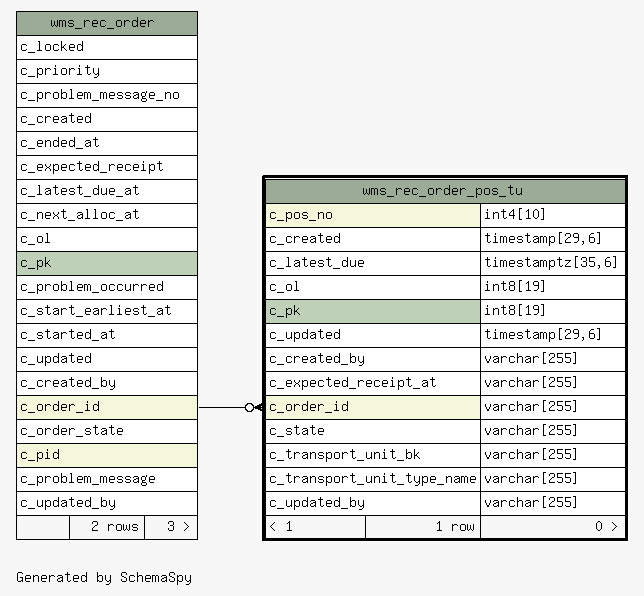 wms_rec_order
c_locked
c_priority
c_problem_message_no
c_created
c_ended_at
c_expected_receipt
c_latest_due_at
c_next_alloc_at
c_ol
c_pk
c_problem_occurred
c_start_earliest_at
c_started_at
c_updated
c_created_by
c_order_id
c_order_state
c_pid
c_problem_message
c_updated_by
2 rows 3 >
wms_rec_order_pos_tu
c_pos_no int4[10]
c_created timestamp[29,6]
c_latest_due timestamptz[35,6]
c_ol int8[19]
c_pk int8[19]
c_updated timestamp[29,6]
c_created_by varchar[255]
c_expected_receipt_at varchar[255]
c_order_id varchar[255]
c_state varchar[255]
c_transport_unit_bk varchar[255]
c_transport_unit_type_name varchar[255]
c_updated_by varchar[255]
< 1 1 row 0 >
Generated by SchemaSpy